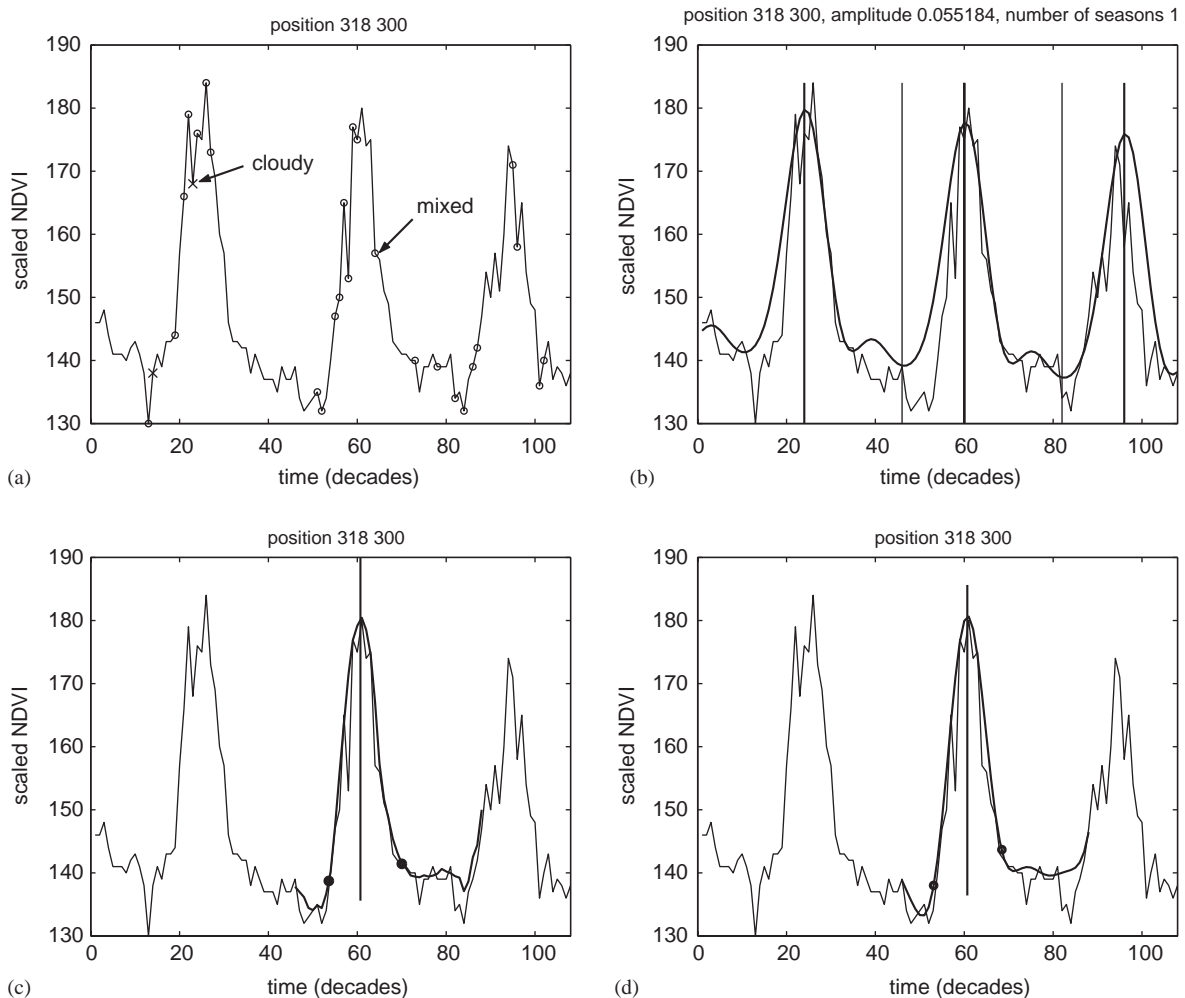 position 318 300
190
180
170
160
150
140
130
scaled NDVI
cloudy
mixed
0 20 40 60 80 100
time (decades)
(a)
position 318 300, amplitude 0.055184, number of seasons 1
190
180
170
160
150
140
130
scaled NDVI
0 20 40 60 80 100
time (decades)
(b)
position 318 300
190
180
170
160
150
140
130
scaled NDVI
0 20 40 60 80 100
time (decades)
(c)
position 318 300
190
180
170
160
150
140
130
scaled NDVI
0 20 40 60 80 100
time (decades)
(d)